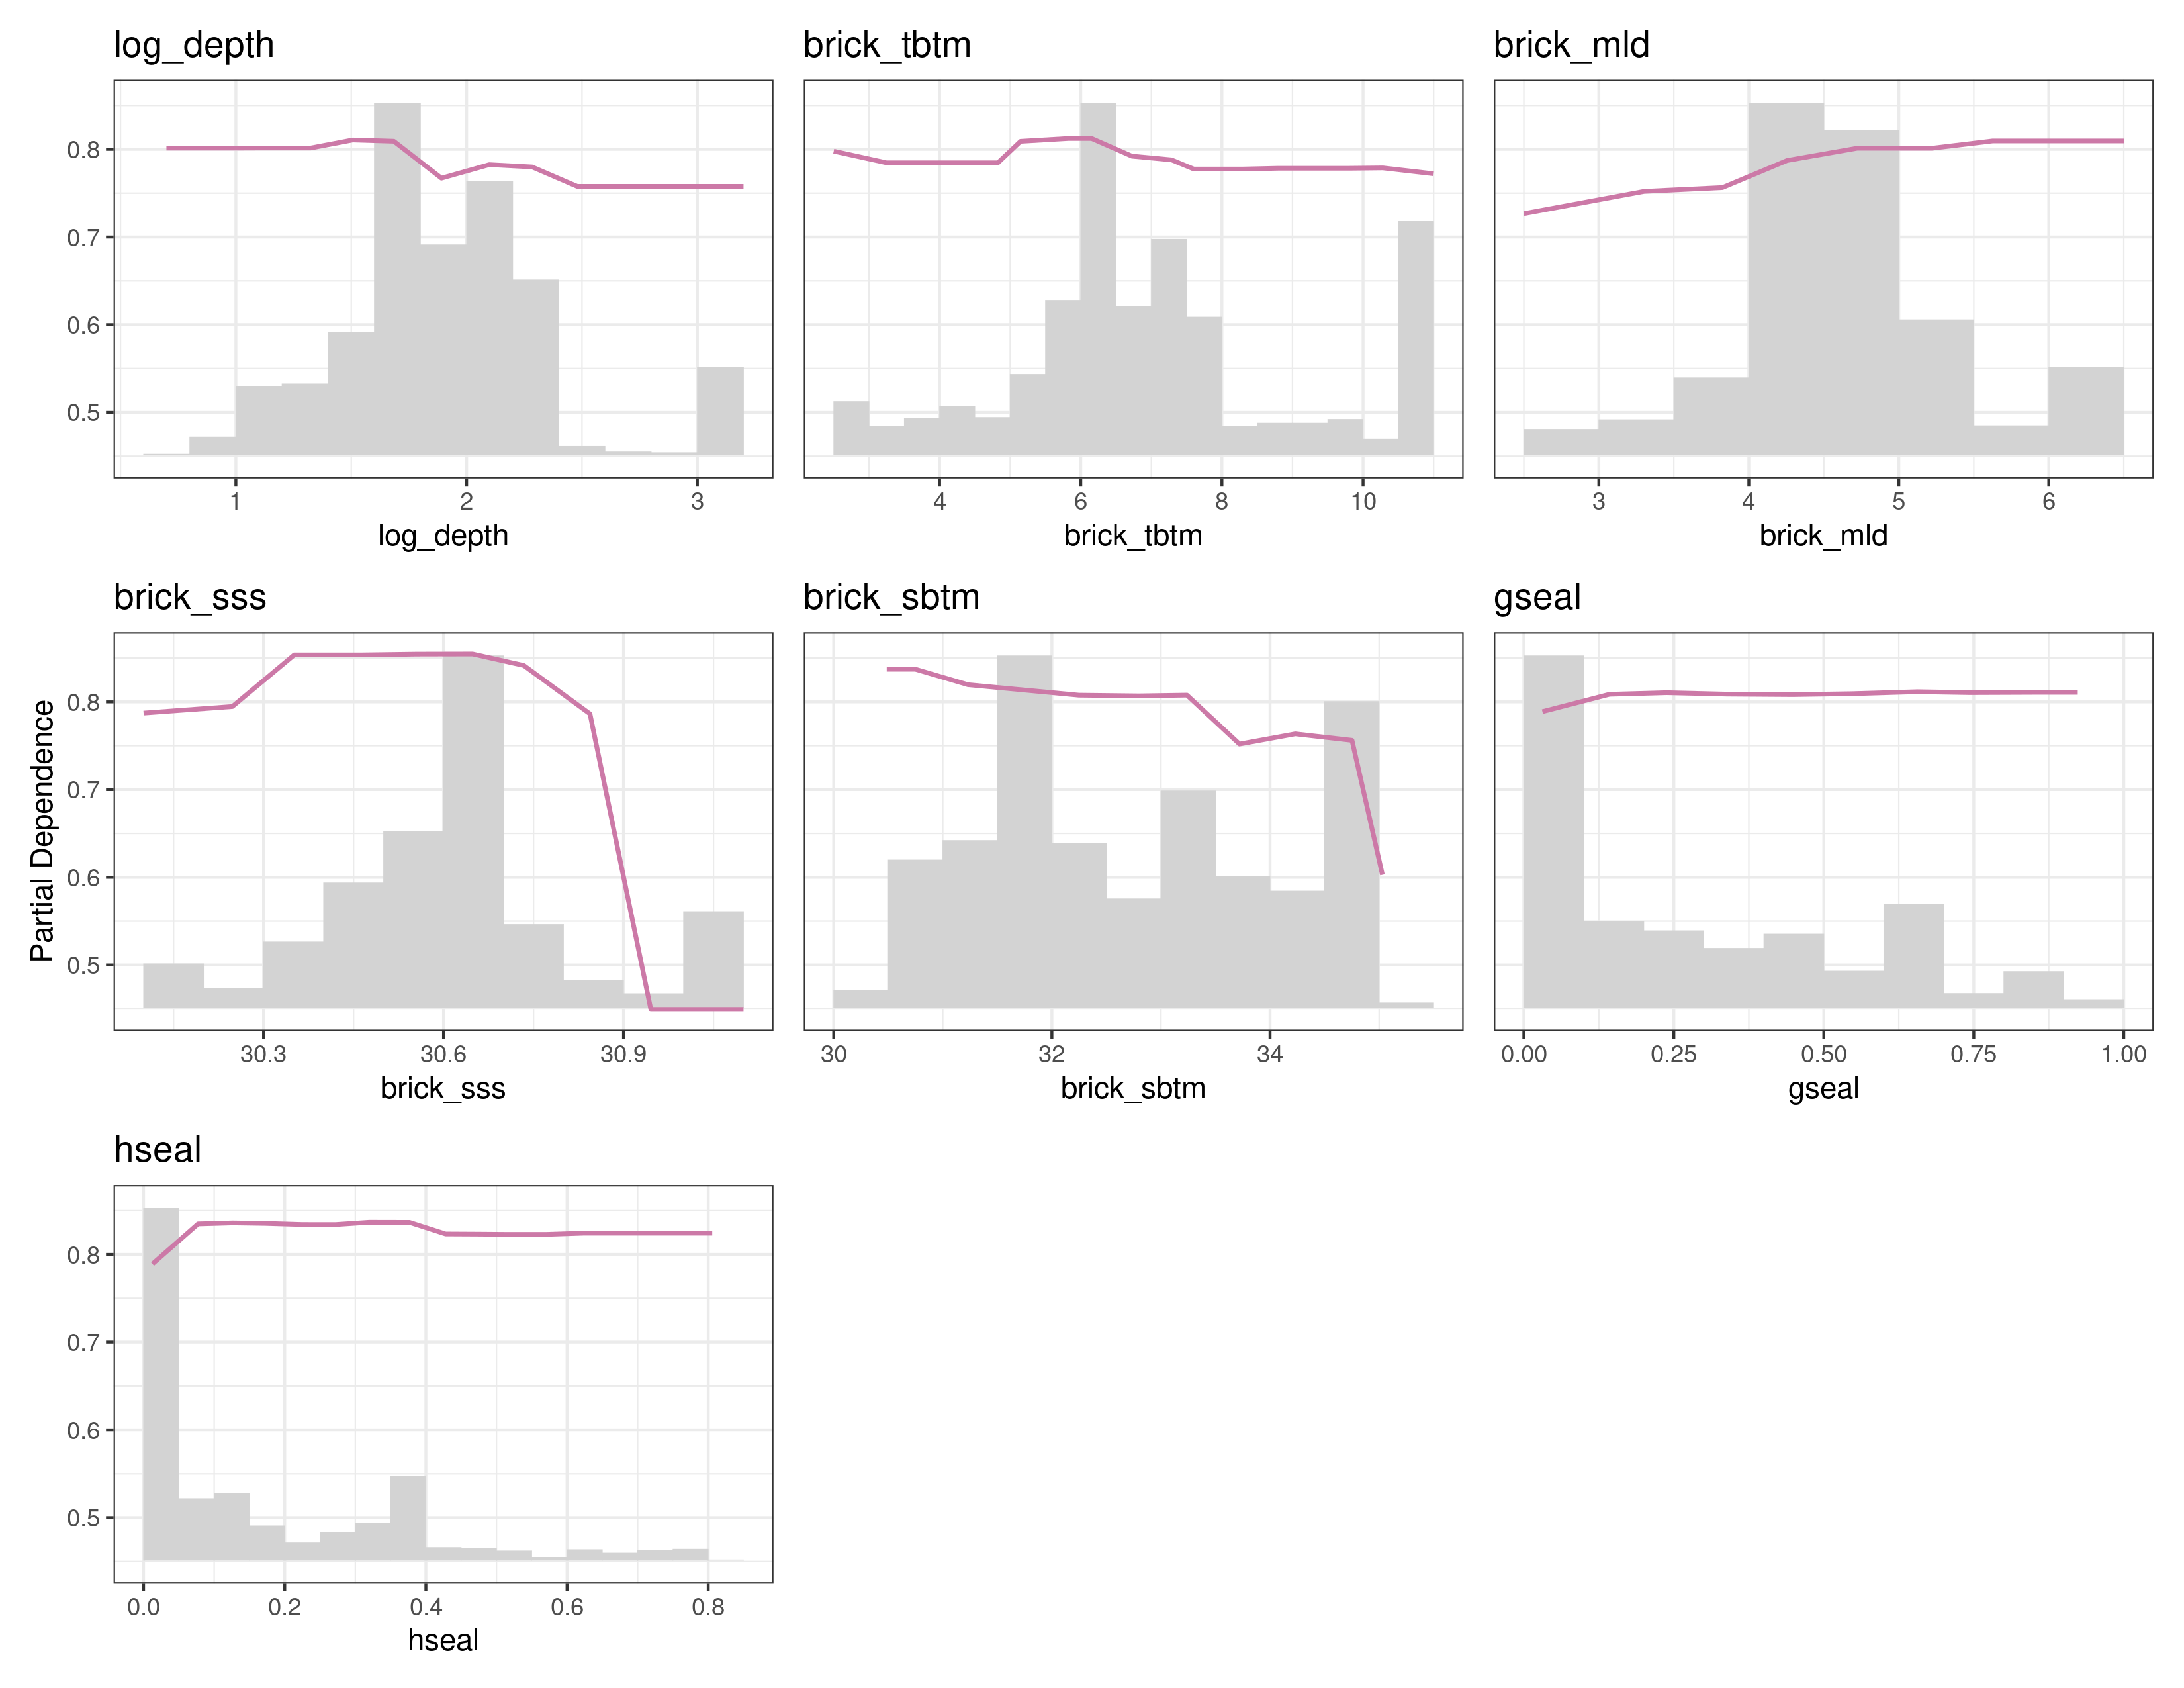 log_depth
brick_tbtm
brick_mld
0.8
0.7
0.6
0.5
1 2 3
4 6 8 10
3 4 5 6
log_depth
brick_tbtm
brick_mld
brick_sss
brick_sbtm
gseal
Partial Dependence
0.8
0.7
0.6
0.5
30.3 30.6 30.9
30 32 34
0.00 0.25 0.50 0.75 1.00
brick_sss
brick_sbtm
gseal
hseal
0.8
0.7
0.6
0.5
0.0 0.2 0.4 0.6 0.8
hseal